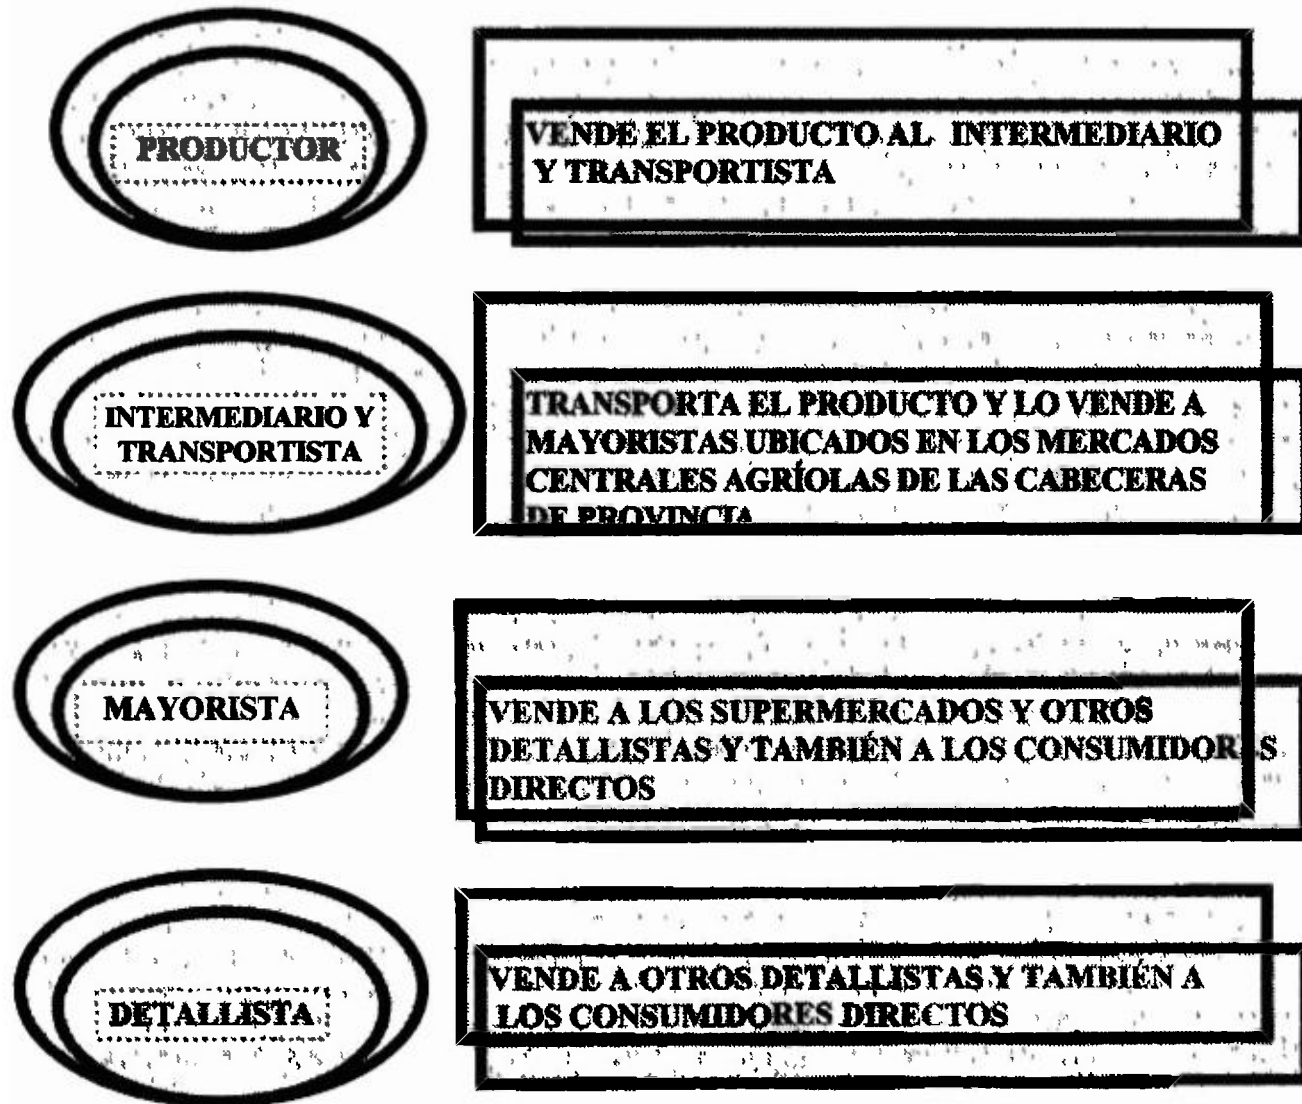 PRODUCTOR
VENDE EL PRODUCTO AL INTERMEDIARIO
Y TRANSPORTISTA
INTERMEDIARIO Y
TRANSPORTISTA
TRANSPORTA EL PRODUCTO Y LO VENDE A
MAYORISTAS UBICADOS EN LOS MERCADOS
CENTRALES AGRÍOLAS DE LAS CABECERAS
DE PROVINCIA
MAYORISTA
VENDE A LOS SUPERMERCADOS Y OTROS
DETALLISTAS Y TAMBIÉN A LOS CONSUMIDORES
DIRECTOS
DETALLISTA
VENDE A OTROS DETALLISTAS Y TAMBIÉN A
LOS CONSUMIDORES DIRECTOS